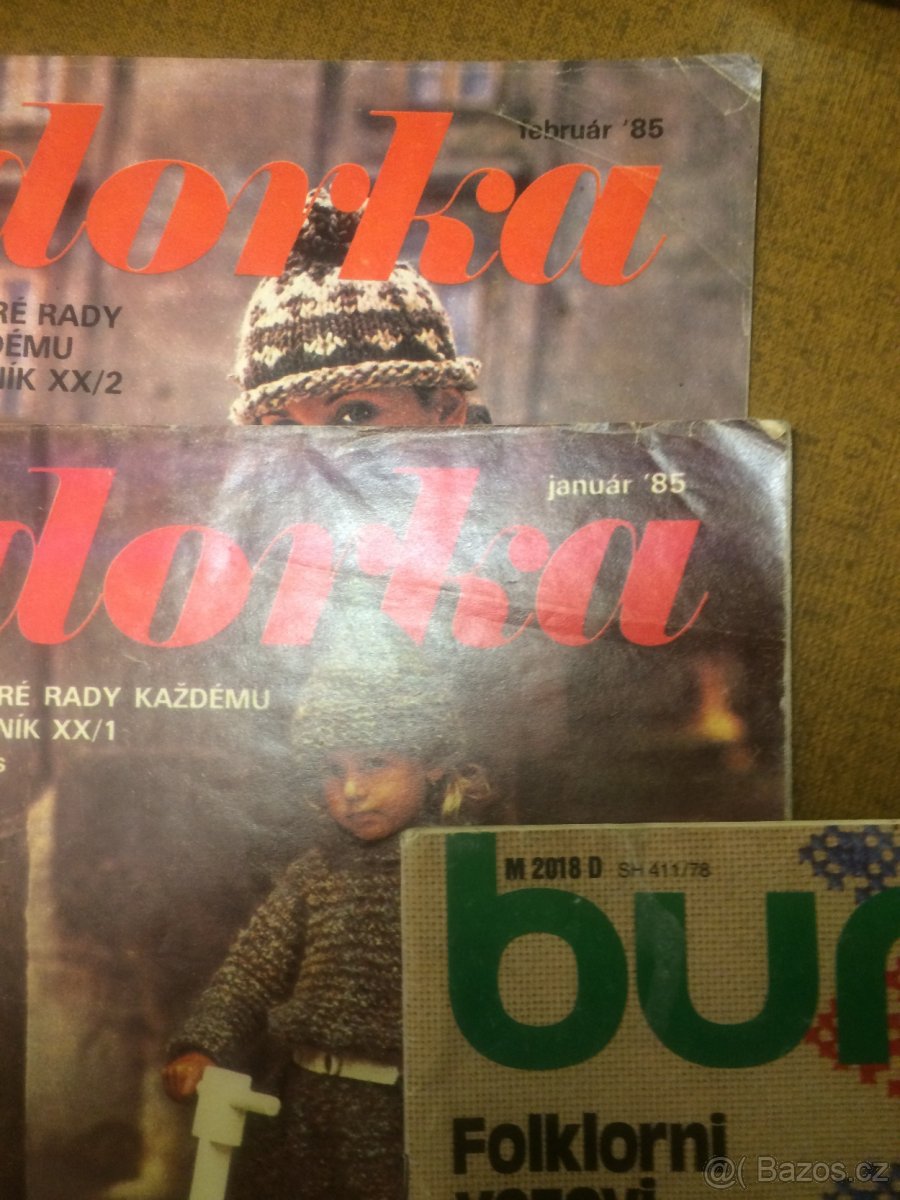 február '85
dorka
RÉ RADY
DÉMU
NÍK XX/2
január '85
dorka
RÉ RADY KAŽDÉMU
NÍK XX/1
s
M 2018 D SH 411/78
bur
Folklorni
vezovi
@( Bazos.cz